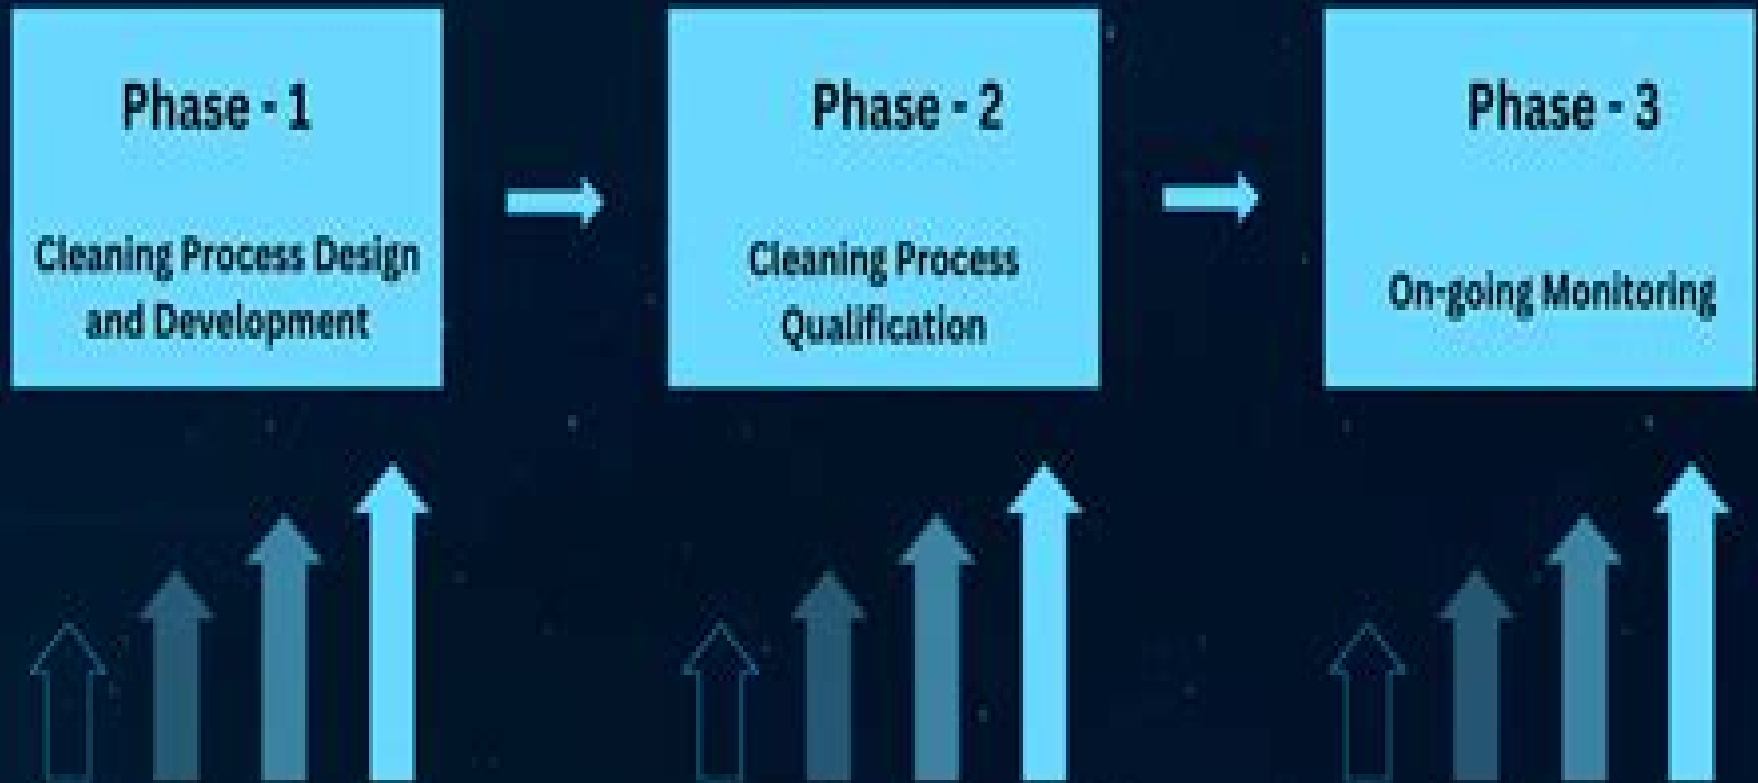 Phase - 1
Cleaning Process Design
and Development
Phase - 2
Cleaning Process
Qualification
Phase - 3
On-going Monitoring